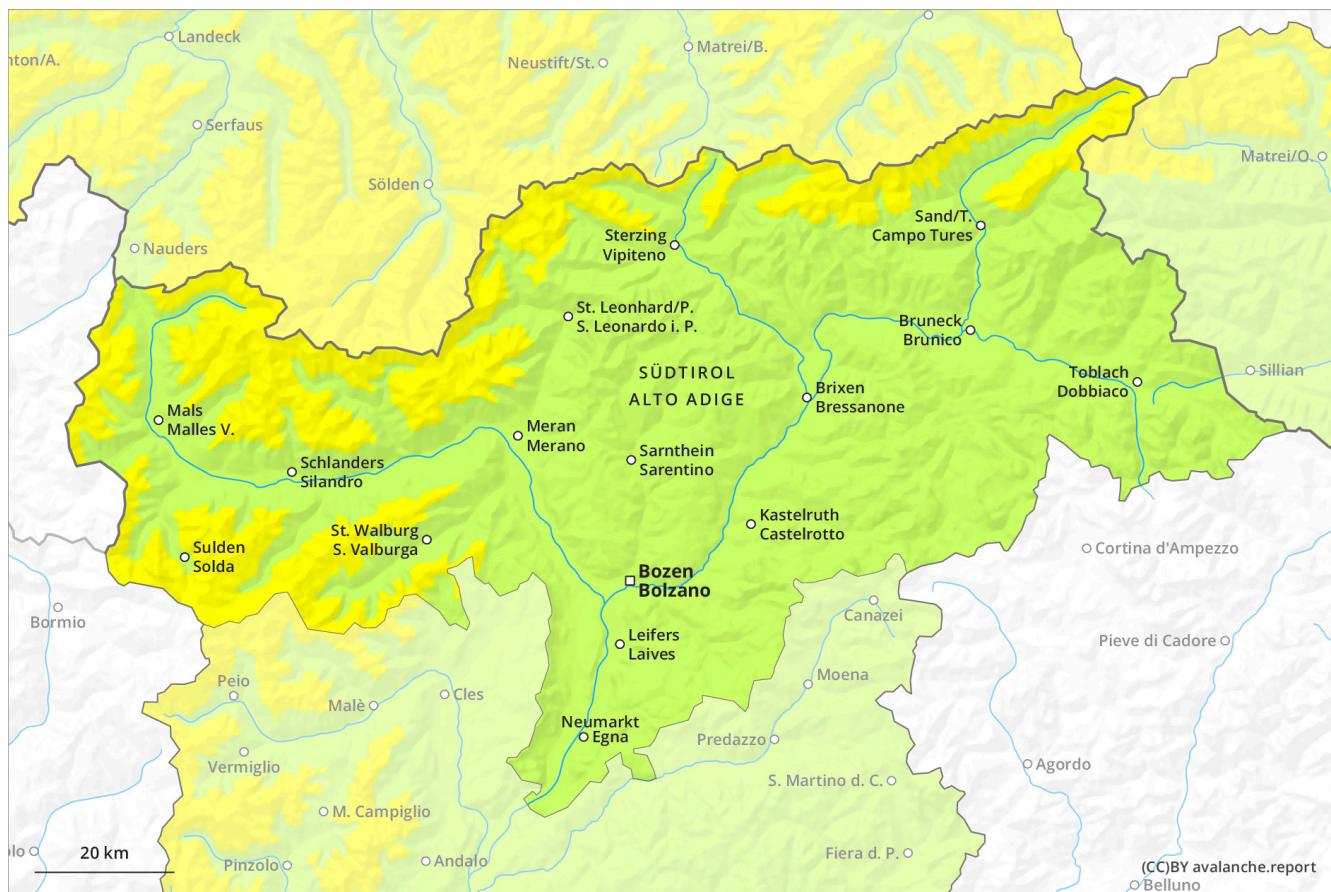 Landeck
nton/A.
Neustift/St.
Matrei/B.
Serfaus
Matrei/O.
Sölden
Sand/T.
Campo Tures
Sterzing
Vipiteno
Nauders
St. Leonhard/P.
S. Leonardo i. P.
Bruneck
Brunico
SÜDTIROL
ALTO ADIGE
Toblach
Dobbiaco
Sillian
Brixen
Bressanone
Mals
Malles V.
Meran
Merano
Sarnthein
Sarentino
Schlanders
Silandro
Kastelruth
Castelrotto
St. Walburg
S. Valburga
Sulden
Solda
Cortina d'Ampezzo
Bozen
Bolzano
Bormio
Canazei
Leifers
Laives
Pieve di Cadore
Peio
Moena
Cles
Malè
Neumarkt
Egna
Predazzo
Vermiglio
Agordo
S. Martino d. C.
M. Campiglio
olo
20 km
Pinzolo
Andalo
Fiera d. P.
(CC)BY avalanche.report
Belluno